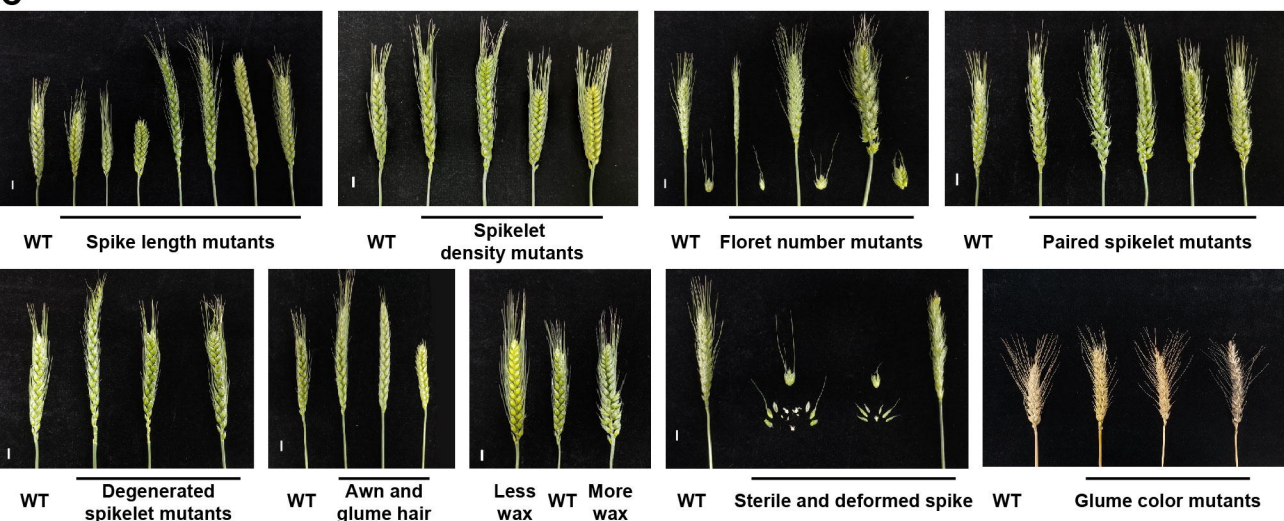 WT Spike length mutants
WT Spikelet
density mutants
WT Floret number mutants
WT Paired spikelet mutants
WT Degenerated
spikelet mutants
WT Awn and
glume hair
Less
wax
WT
More
wax
WT Sterile and deformed spike
WT Glume color mutants